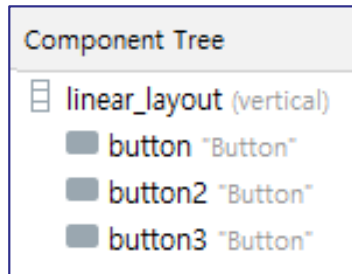 Component Tree
linear_layout (vertical)
button "Button"
button2 "Button"
button3 "Button"